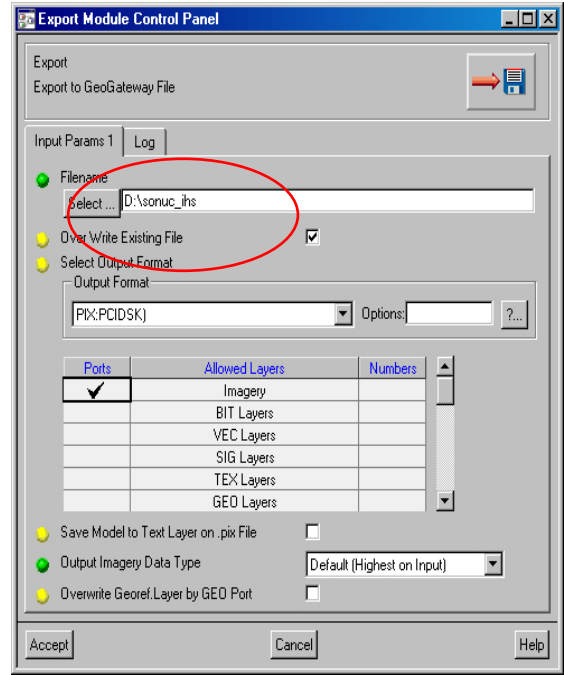 Export Module Control Panel
Export
Export to GeoGateway File
Input Params 1 Log
Filename
Select ... D:\sonuc_ihs
Over Write Existing File
Select Output Format
Output Format
PIX:PCIDSK) Options: ?...
Ports Allowed Layers Numbers
Imagery
BIT Layers
VEC Layers
SIG Layers
TEX Layers
GEO Layers
Save Model to Text Layer on .pix File
Output Imagery Data Type Default (Highest on Input)
Overwrite Georef.Layer by GEO Port
Accept Cancel Help